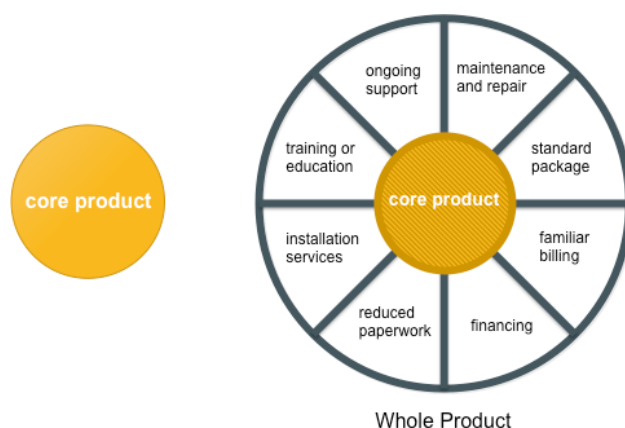 core product
ongoing
support
maintenance
and repair
training or
education
standard
package
core product
installation
services
familiar
billing
reduced
paperwork
financing
Whole Product